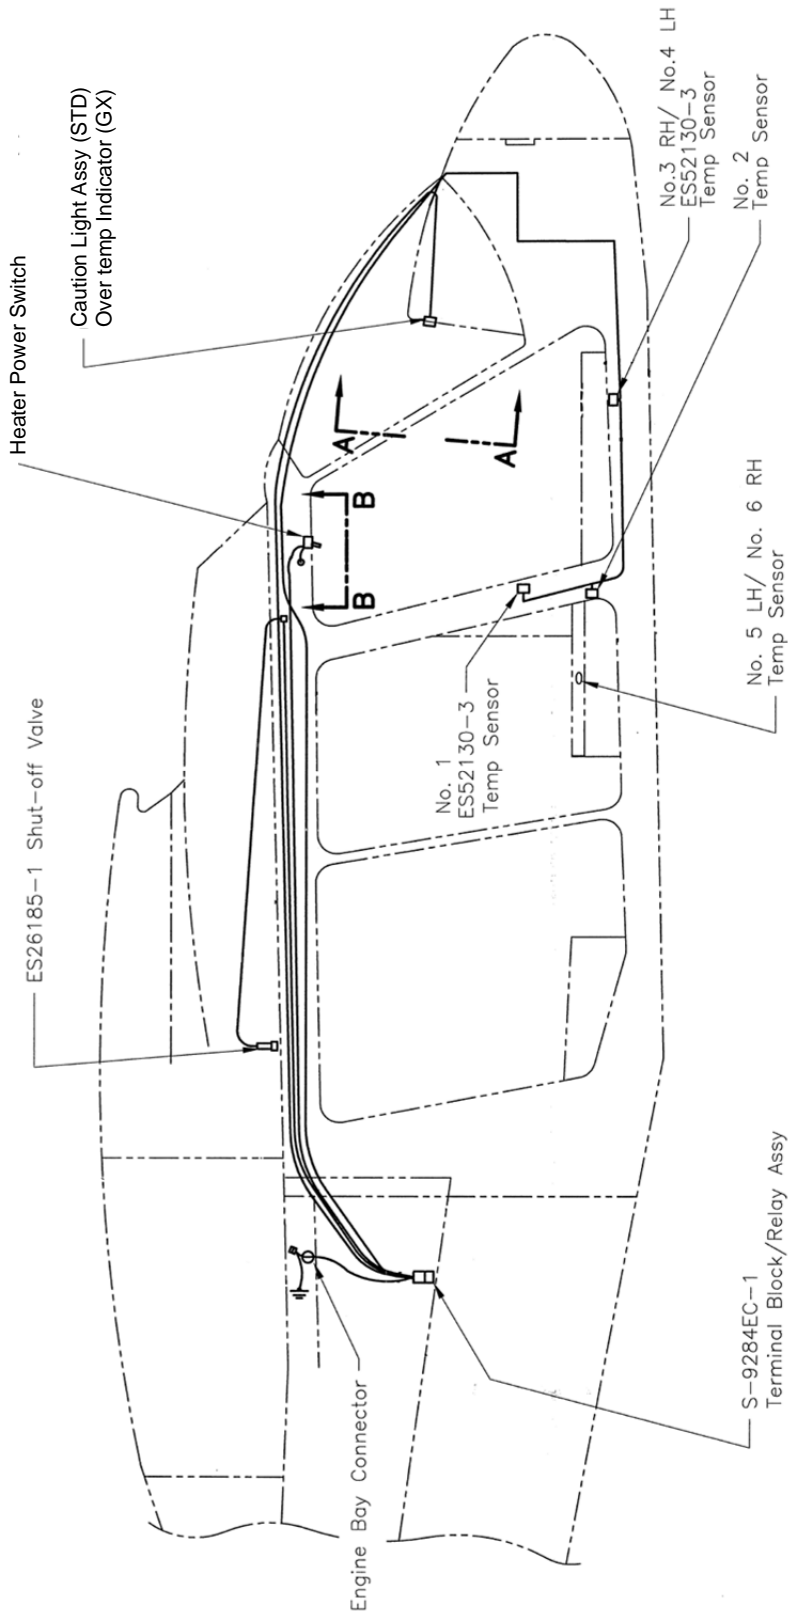 Caution Light Assy (STD)
Over temp Indicator (GX)
Heater Power Switch
ES26185-1 Shut-off Valve
No.3 RH/ No.4 LH
ES52130-3
Temp Sensor
No. 2
Temp Sensor
No. 5 LH/ No. 6 RH
Temp Sensor
No. 1
ES52130-3
Temp Sensor
A
A
B
B
Engine Bay Connector
S-9284EC-1
Terminal Block/Relay Assy